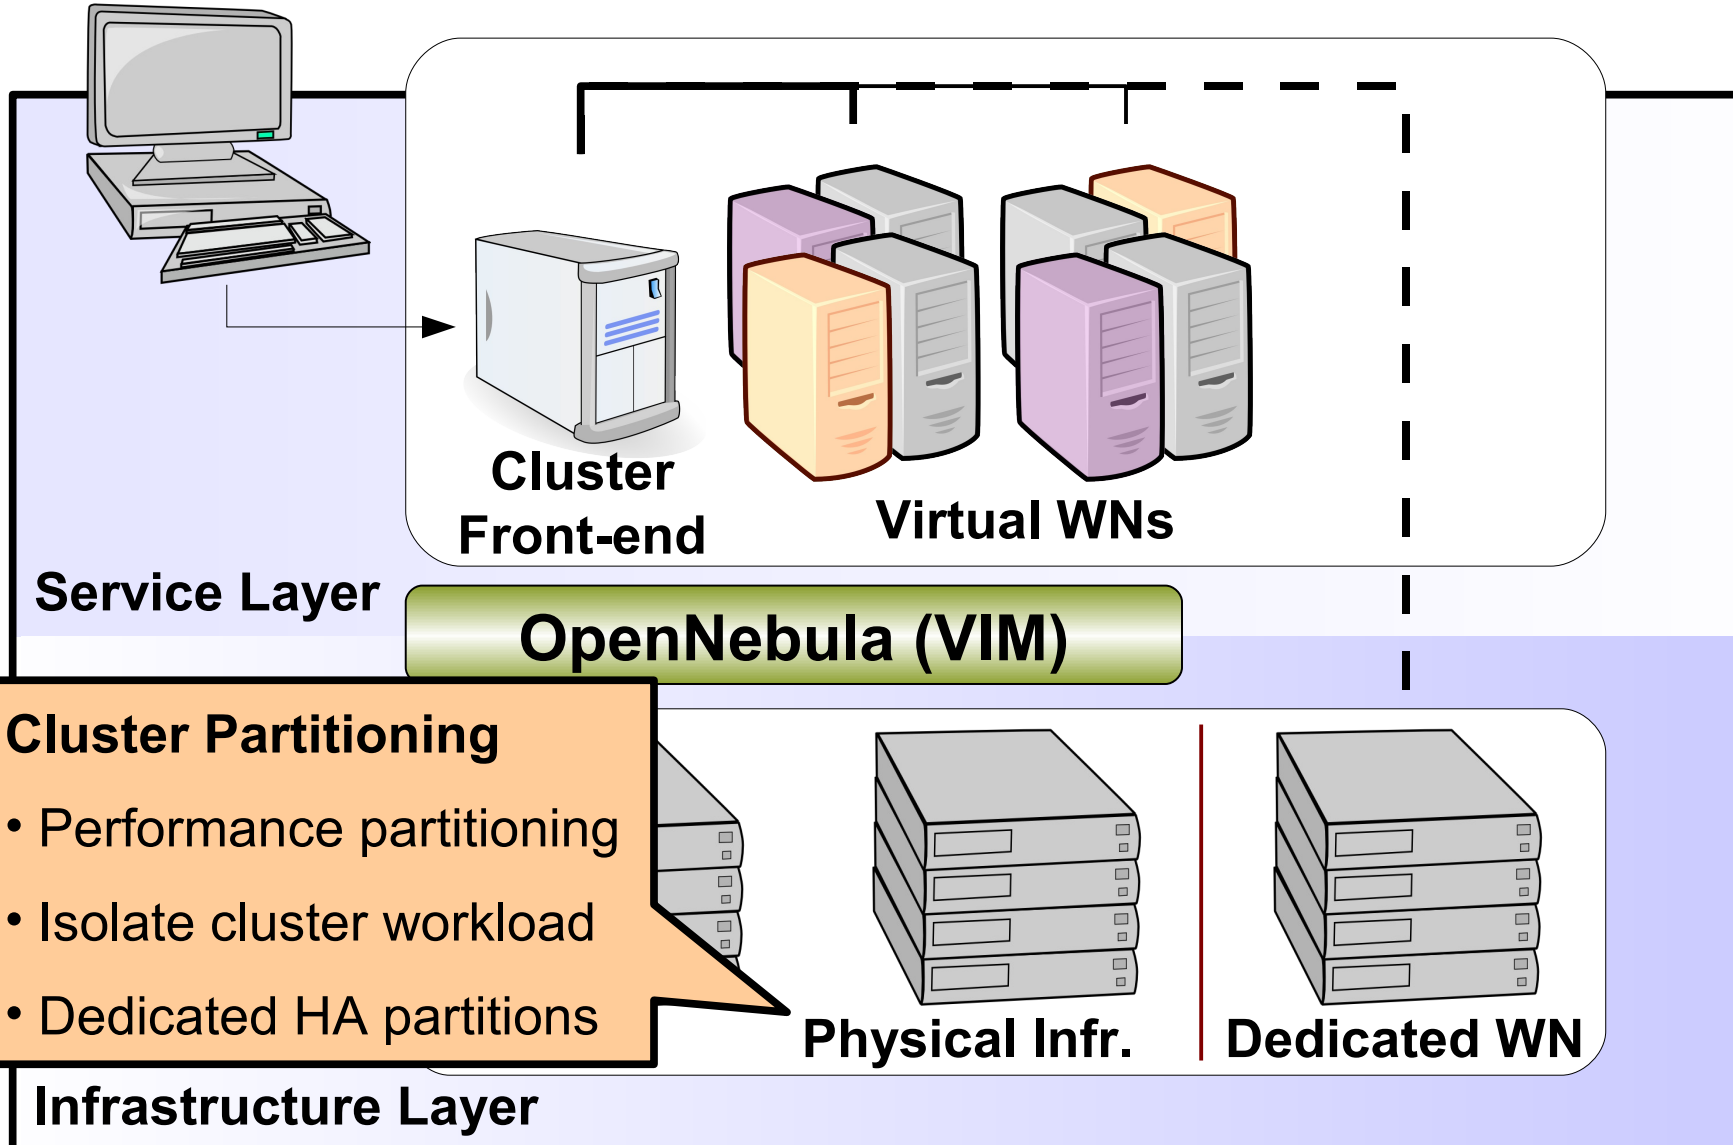 Cluster
Front-end
Virtual WNs
Service Layer
OpenNebula (VIM)
Cluster Partitioning
• Performance partitioning
• Isolate cluster workload
• Dedicated HA partitions
Physical Infr.
Dedicated WN
Infrastructure Layer